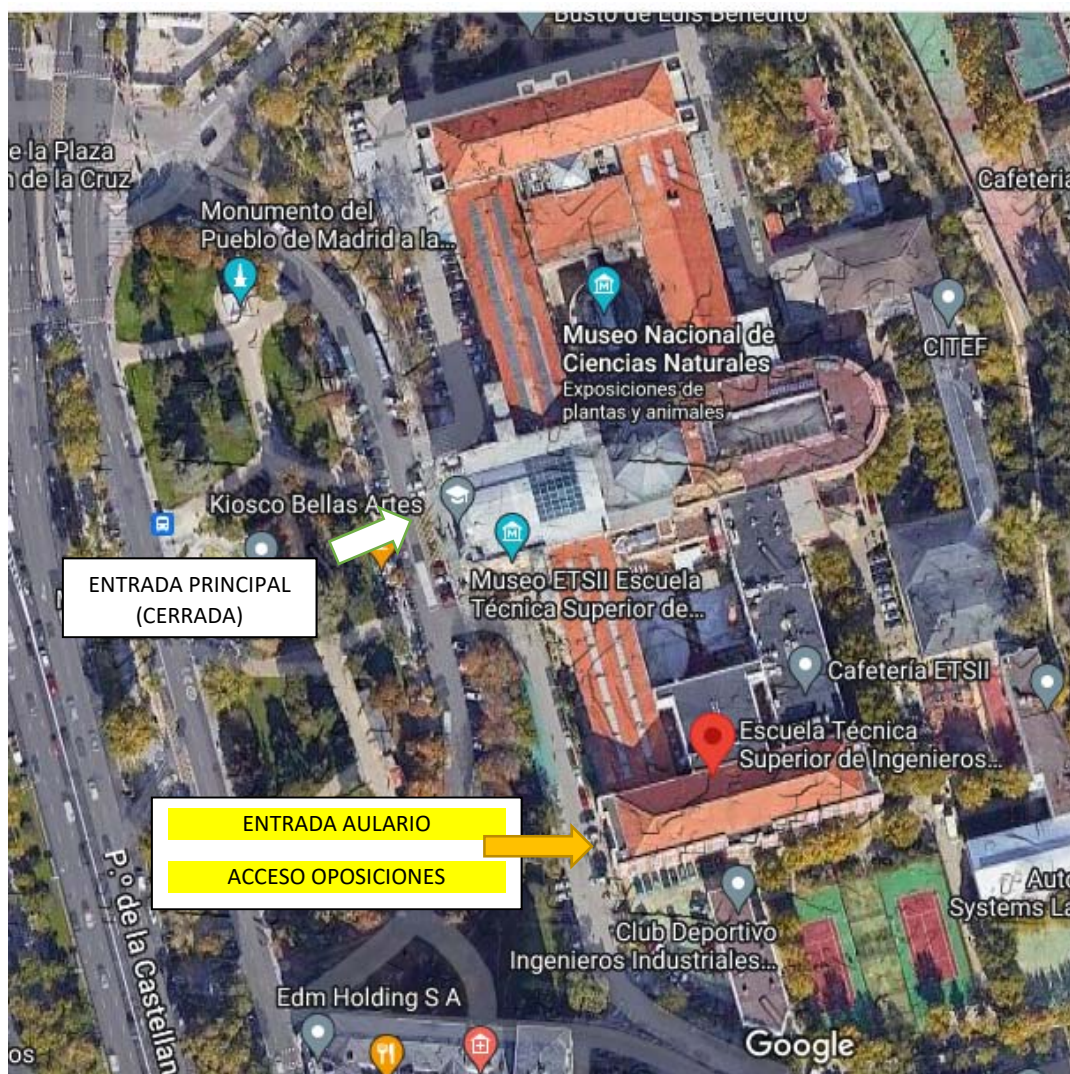 Busto de Luis Benedito
e la Plaza
n de la Cruz
Cafetería
Monumento del
Pueblo de Madrid a la...
Museo Nacional de
Ciencias Naturales
Exposiciones de
plantas y animales
CITEF
Kiosco Bellas Artes
ENTRADA PRINCIPAL
(CERRADA)
Museo ETSII Escuela
Técnica Superior de...
Cafetería ETSII
Escuela Técnica
Superior de Ingenieros...
ENTRADA AULARIO
ACCESO OPOSICIONES
P.º de la Castellan
Auto
Systems La
Club Deportivo
Ingenieros Industriales...
Edm Holding S A
os
Google